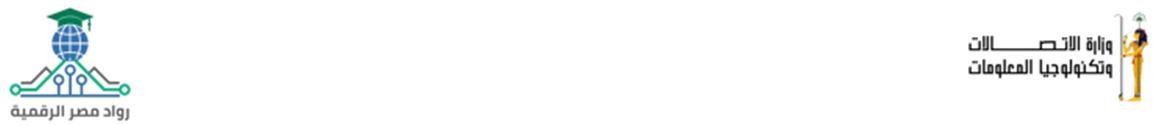 وزارة الاتصالات
وتكنولوجيا المعلومات
رواد مصر الرقمية